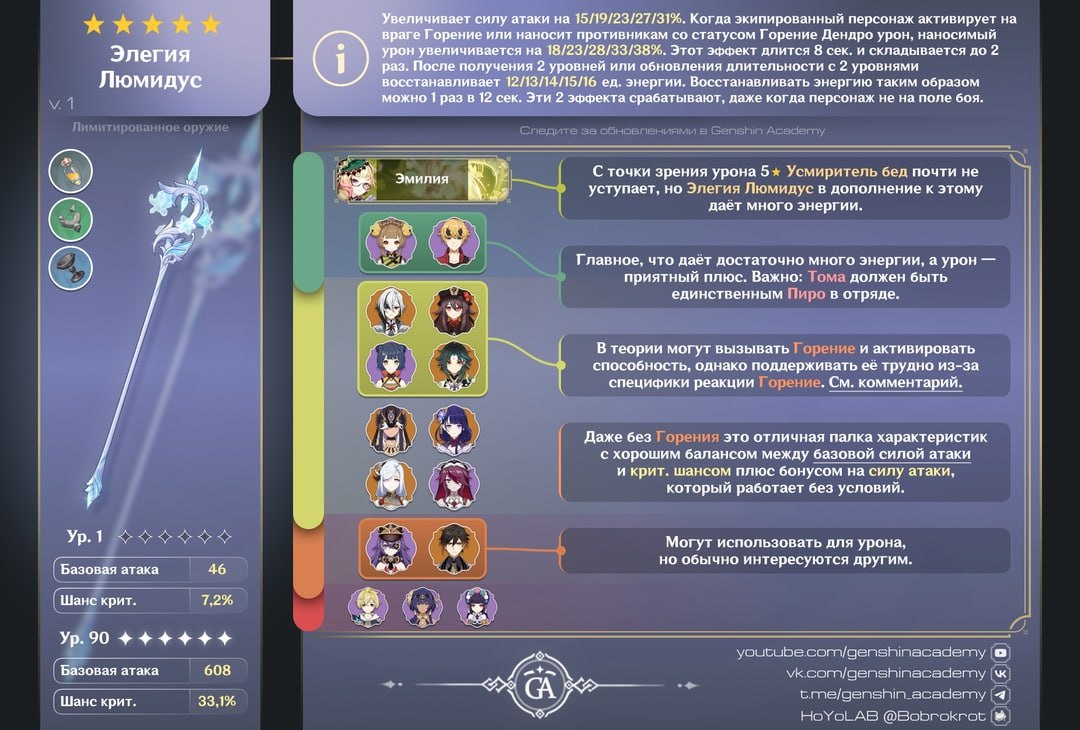 Элегия
Люмидус
v. 1
Лимитированное оружие
Ур. 1
Базовая атака 46
Шанс крит. 7,2%
Ур. 90
Базовая атака 608
Шанс крит. 33,1%
i
Увеличивает силу атаки на 15/19/23/27/31%. Когда экипированный персонаж активирует на
враге Горение или наносит противникам со статусом Горение Дендро урон, наносимый
урон увеличивается на 18/23/28/33/38%. Этот эффект длится 8 сек. и складывается до 2
раз. После получения 2 уровней или обновления длительности с 2 уровнями
восстанавливает 12/13/14/15/16 ед. энергии. Восстанавливать энергию таким образом
можно 1 раз в 12 сек. Эти 2 эффекта срабатывают, даже когда персонаж не на поле боя.
Следите за обновлениями в Genshin Academy
Эмилия
С точки зрения урона 5★ Усмиритель бед почти не
уступает, но Элегия Люмидус в дополнение к этому
даёт много энергии.
Главное, что даёт достаточно много энергии, а урон —
приятный плюс. Важно: Тома должен быть
единственным Пиро в отряде.
В теории могут вызывать Горение и активировать
способность, однако поддерживать её трудно из-за
специфики реакции Горение. См. комментарий.
Даже без Горения это отличная палка характеристик
с хорошим балансом между базовой силой атаки
и крит. шансом плюс бонусом на силу атаки,
который работает без условий.
Могут использовать для урона,
но обычно интересуются другим.
GA
youtube.com/genshinacademy
vk.com/genshinacademy
t.me/genshin_academy
HoYoLAB @Bobrokrot